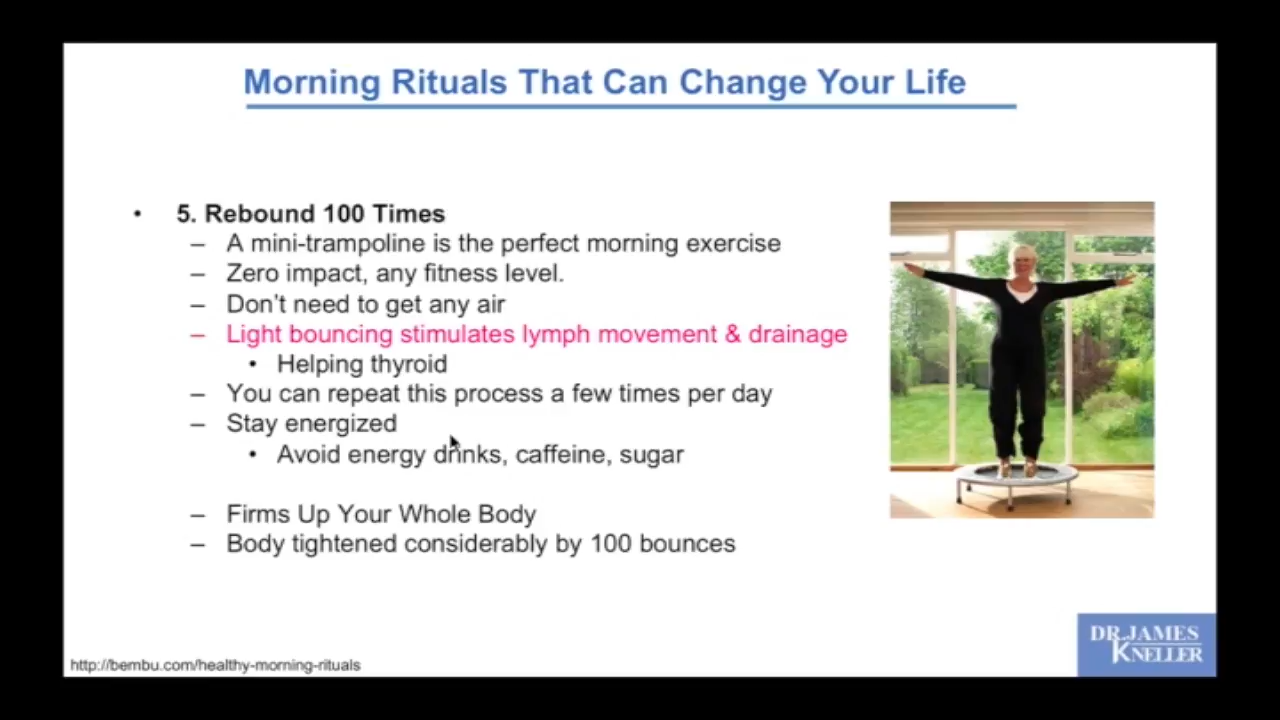 Morning Rituals That Can Change Your Life
• 5. Rebound 100 Times
– A mini-trampoline is the perfect morning exercise
– Zero impact, any fitness level.
– Don't need to get any air
– Light bouncing stimulates lymph movement & drainage
• Helping thyroid
– You can repeat this process a few times per day
– Stay energized
• Avoid energy drinks, caffeine, sugar
– Firms Up Your Whole Body
– Body tightened considerably by 100 bounces
DR.JAMES
KNELLER
http://bembu.com/healthy-morning-rituals